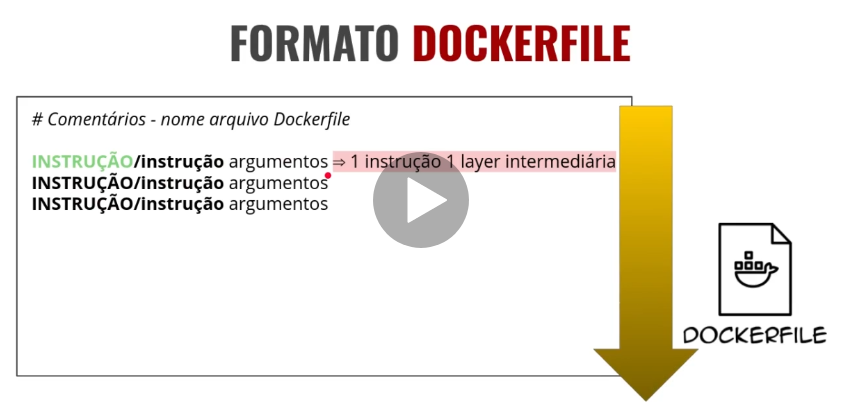 FORMATO DOCKERFILE
# Comentários - nome arquivo Dockerfile
INSTRUÇÃO/instrução argumentos ⇒ 1 instrução 1 layer intermediária
INSTRUÇÃO/instrução argumentos
INSTRUÇÃO/instrução argumentos
DOCKERFILE